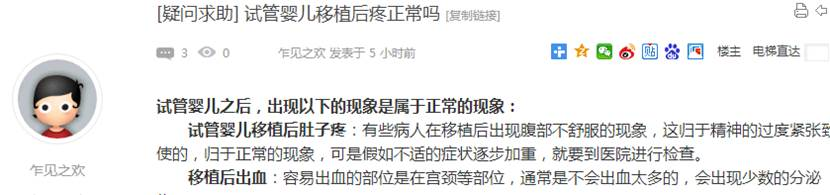 [疑问求助] 试管婴儿移植后疼正常吗 [复制链接]
3 0 乍见之欢 发表于 5 小时前 楼主 电梯直达
试管婴儿之后，出现以下的现象是属于正常的现象：
试管婴儿移植后肚子疼：有些病人在移植后出现腹部不舒服的现象，这归于精神的过度紧张致
乍见之欢
使的，归于正常的现象，可是假如不适的症状逐步加重，就要到医院进行检查。
移植后出血：容易出血的部位是在宫颈等部位，通常是不会出血太多的，会出现少数的分泌